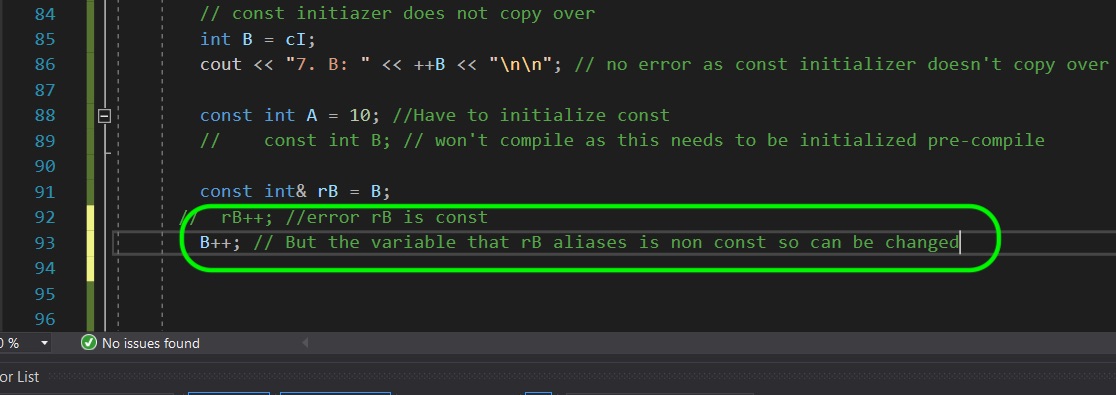 84 // const initiazer does not copy over
85 int B = cI;
86 cout << "7. B: " << ++B << "\n\n"; // no error as const initializer doesn't copy over
87
88 const int A = 10; //Have to initialize const
89 //    const int B; // won't compile as this needs to be initialized pre-compile
90
91 const int& rB = B;
92 //  rB++; //error rB is const
93 B++; // But the variable that rB aliases is non const so can be changed
94
95
96
0 % No issues found
or List